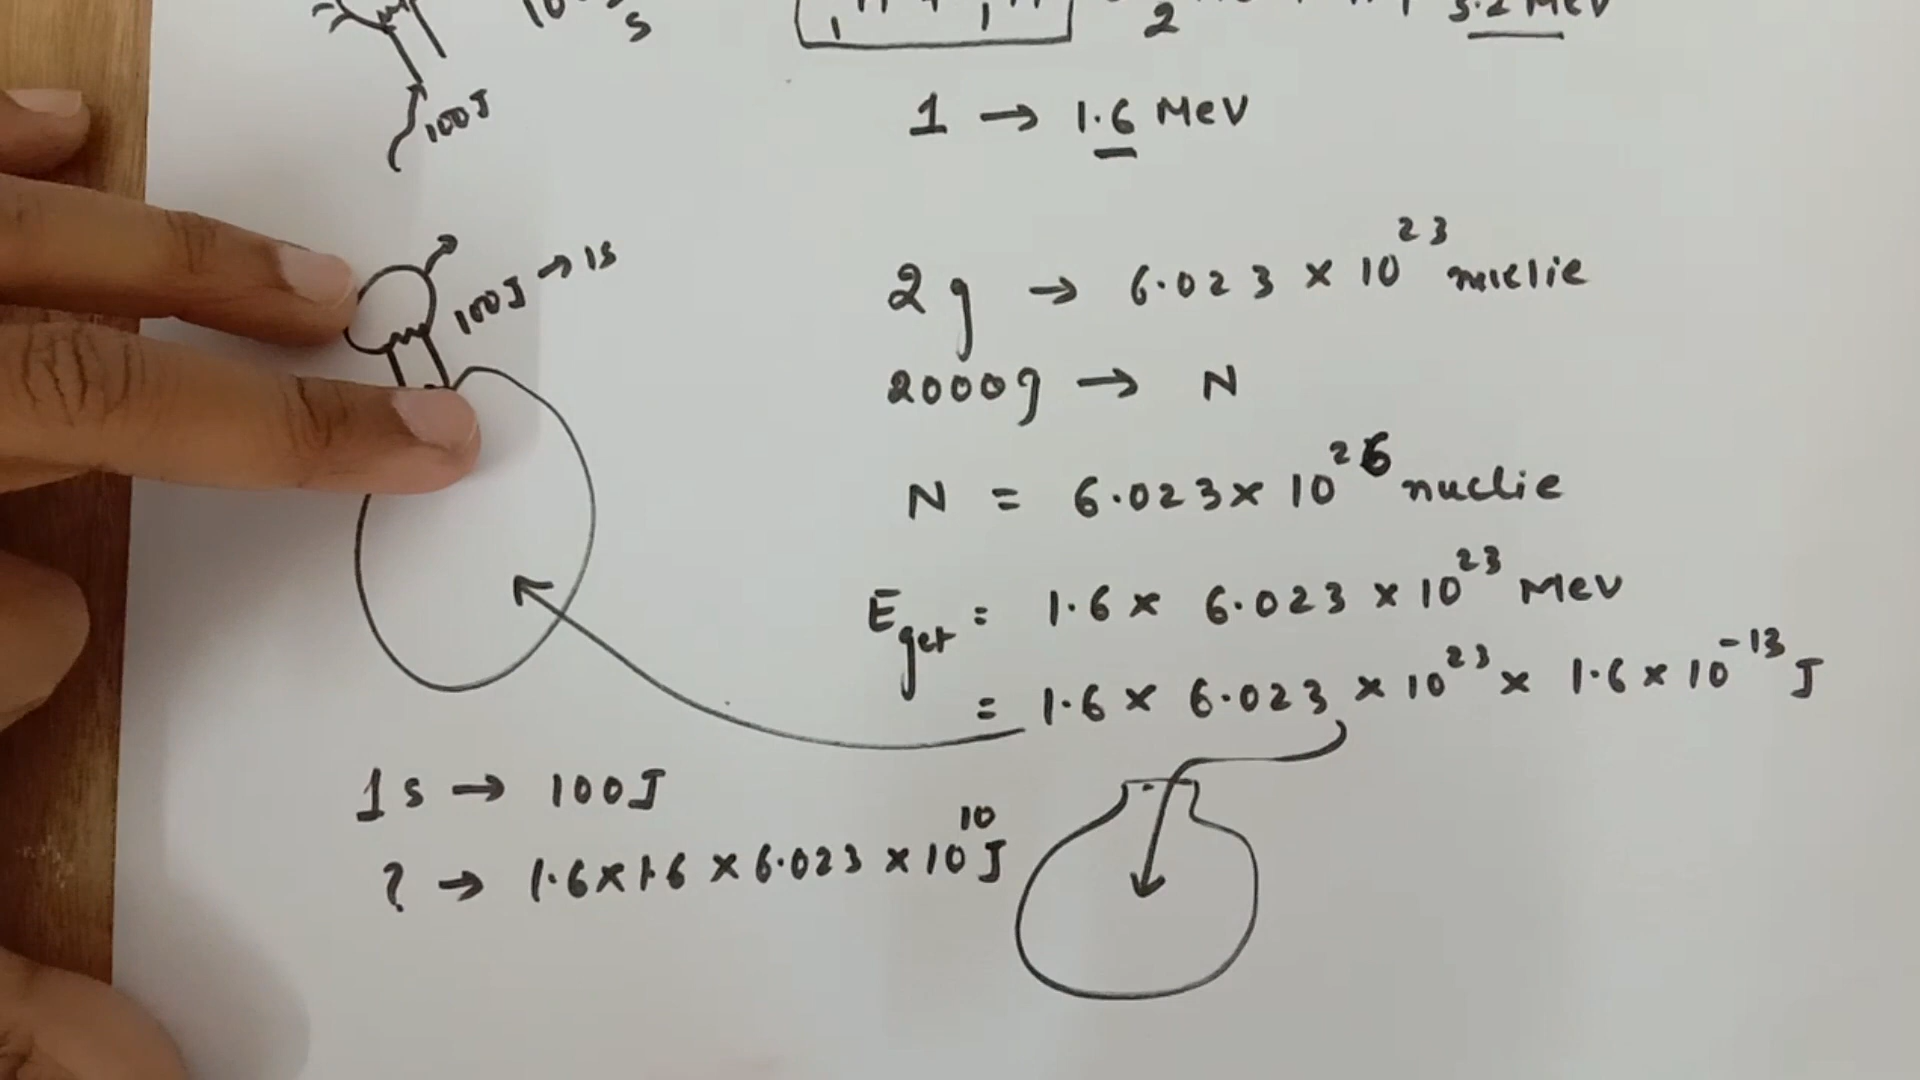 100J
1 → 1.6 MeV
100J → 1s
2g → 6.023 × 10²³ nuclie
2000g → N
N = 6.023 × 10²⁶ nuclie
E get = 1.6 × 6.023 × 10²³ MeV
= 1.6 × 6.023 × 10²³ × 1.6 × 10⁻¹³ J
1s → 100J
? → 1.6×1.6 × 6.023 × 10¹⁰ J